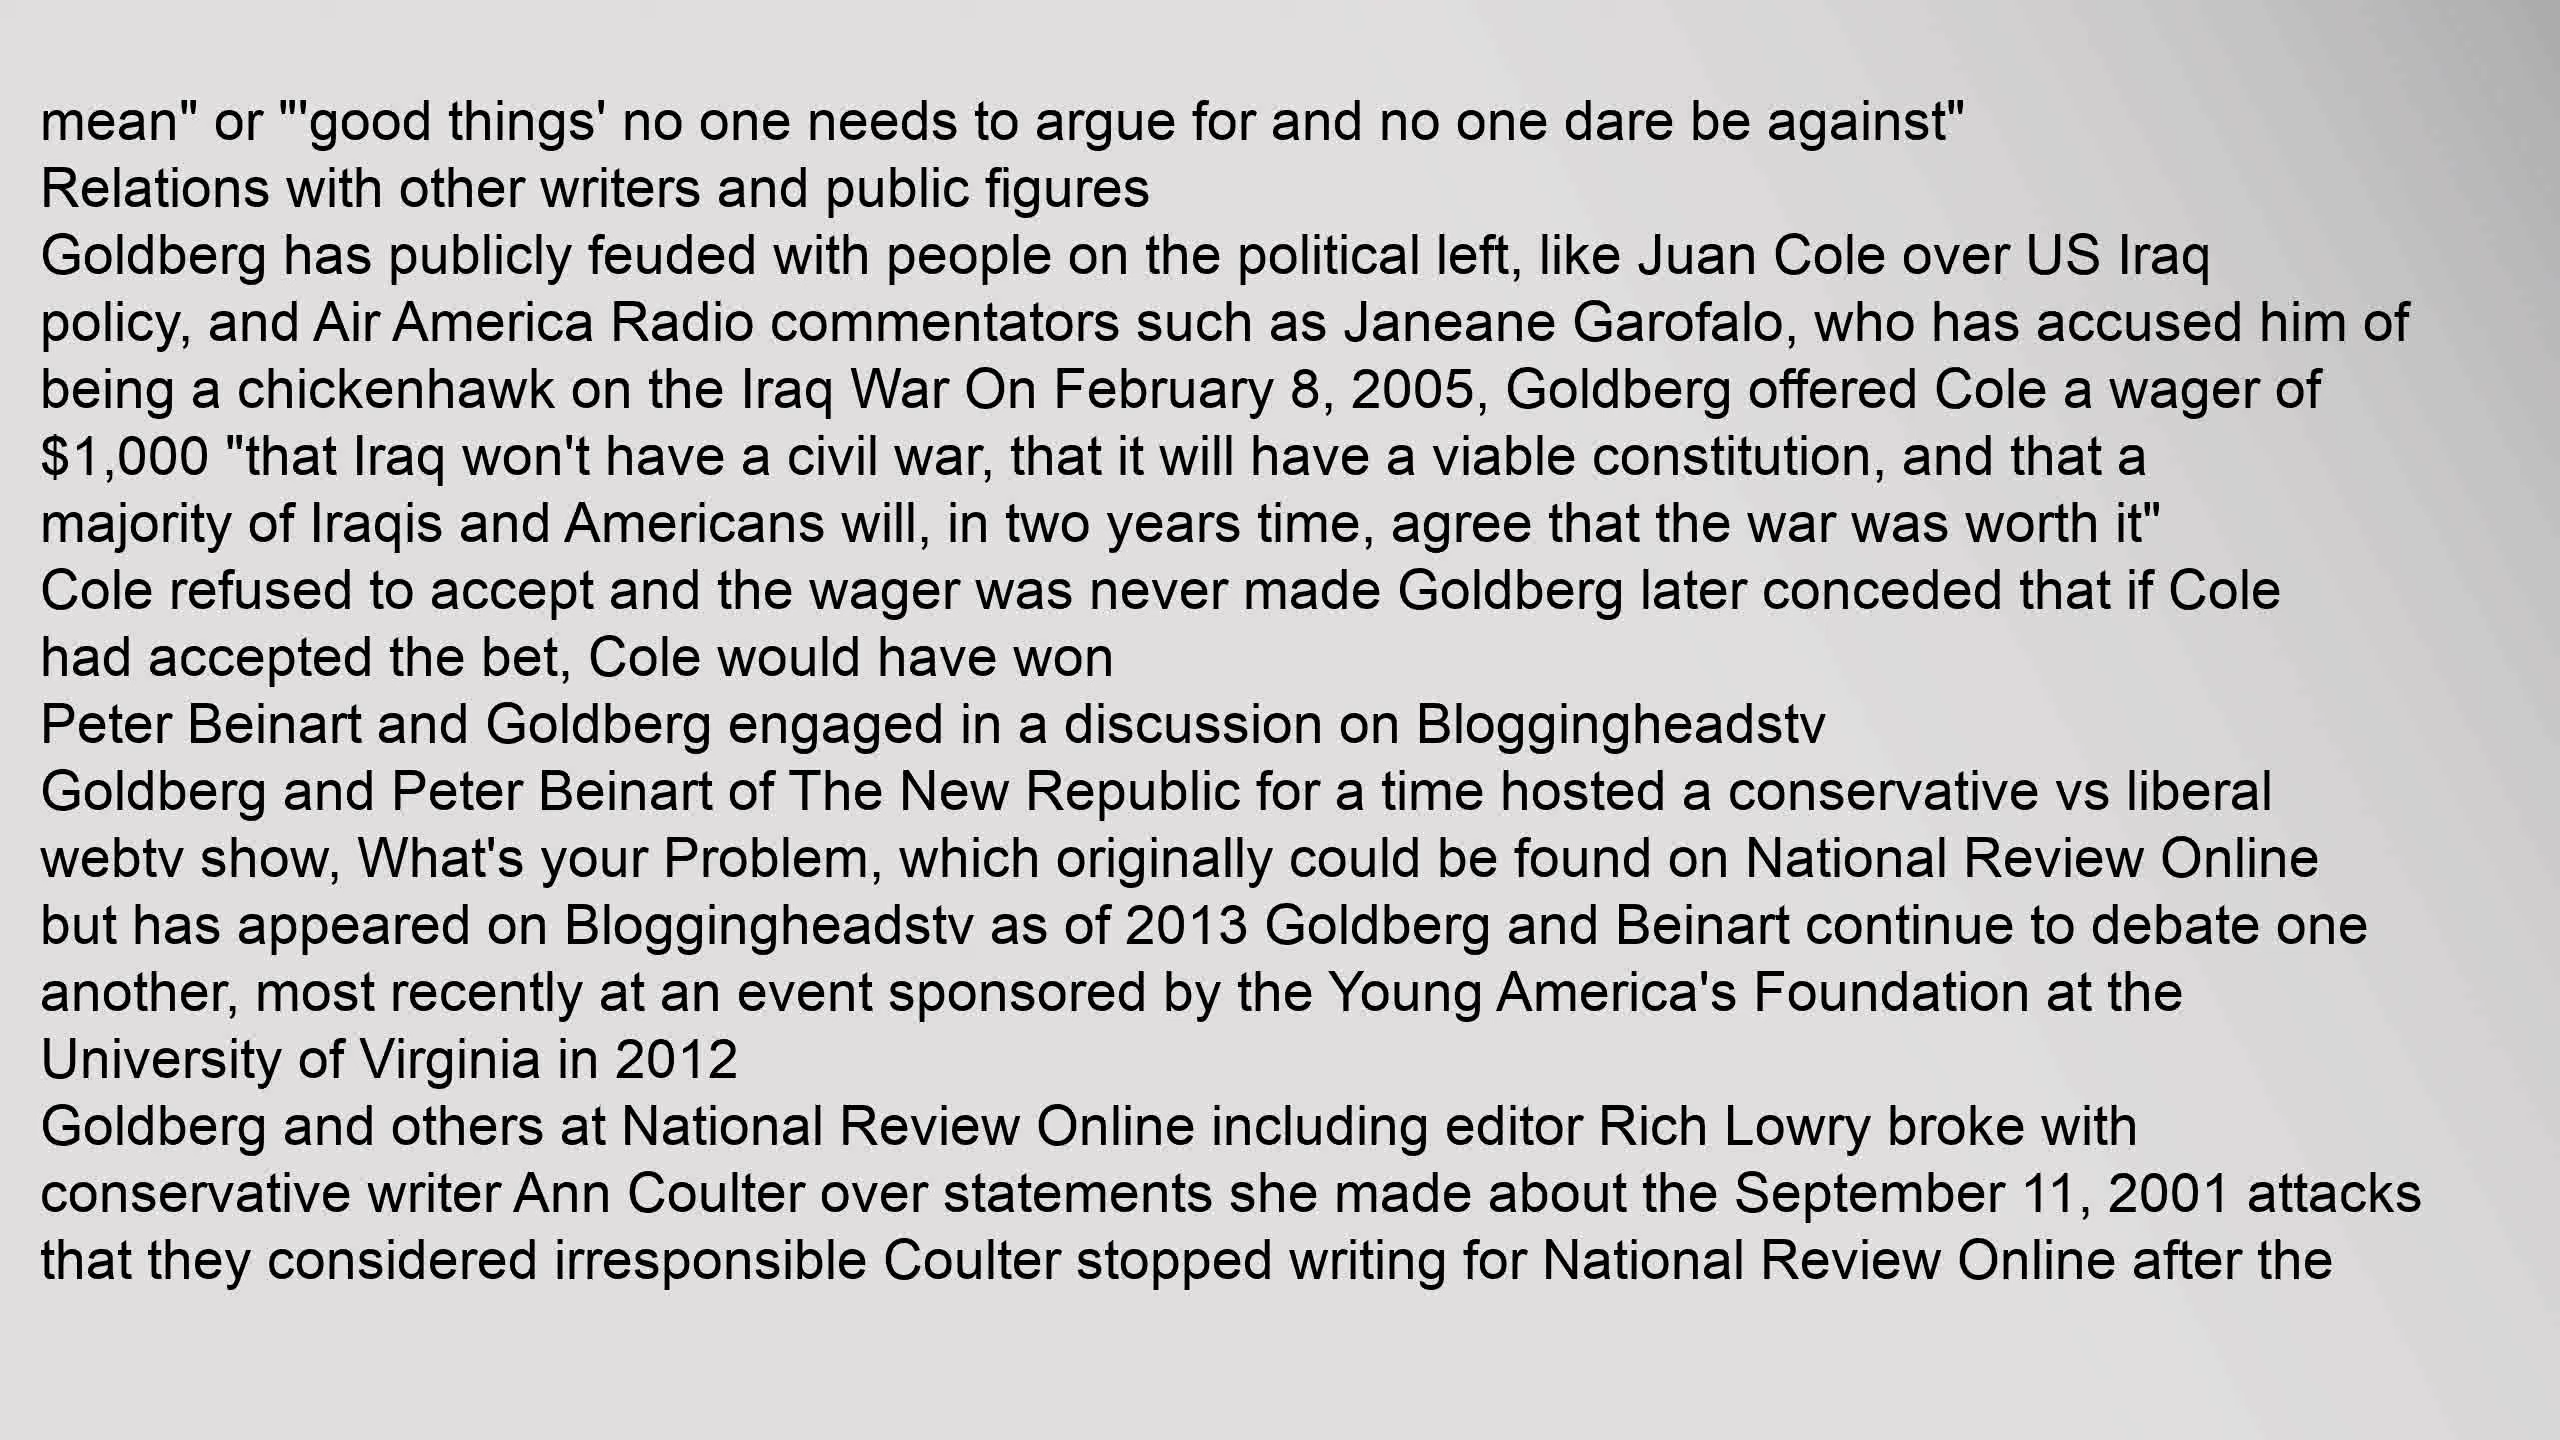 mean" or "'good things' no one needs to argue for and no one dare be against"
Relations with other writers and public figures
Goldberg has publicly feuded with people on the political left, like Juan Cole over US Iraq
policy, and Air America Radio commentators such as Janeane Garofalo, who has accused him of
being a chickenhawk on the Iraq War On February 8, 2005, Goldberg offered Cole a wager of
$1,000 "that Iraq won't have a civil war, that it will have a viable constitution, and that a
majority of Iraqis and Americans will, in two years time, agree that the war was worth it"
Cole refused to accept and the wager was never made Goldberg later conceded that if Cole
had accepted the bet, Cole would have won
Peter Beinart and Goldberg engaged in a discussion on Bloggingheadstv
Goldberg and Peter Beinart of The New Republic for a time hosted a conservative vs liberal
webtv show, What's your Problem, which originally could be found on National Review Online
but has appeared on Bloggingheadstv as of 2013 Goldberg and Beinart continue to debate one
another, most recently at an event sponsored by the Young America's Foundation at the
University of Virginia in 2012
Goldberg and others at National Review Online including editor Rich Lowry broke with
conservative writer Ann Coulter over statements she made about the September 11, 2001 attacks
that they considered irresponsible Coulter stopped writing for National Review Online after the